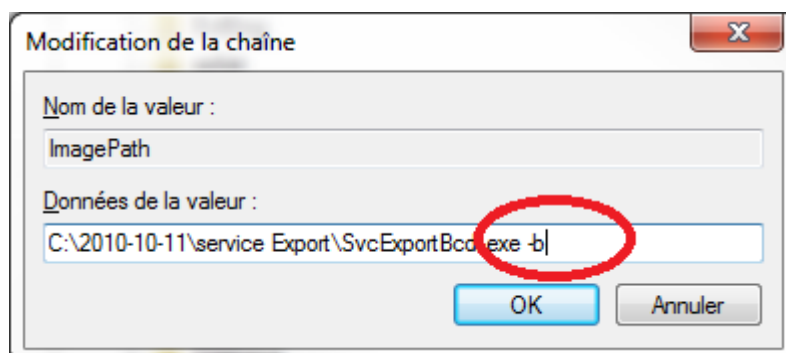 Modification de la chaîne
Nom de la valeur :
ImagePath
Données de la valeur :
C:\2010-10-11\service Export\SvcExportBcd.exe -b
OK Annuler